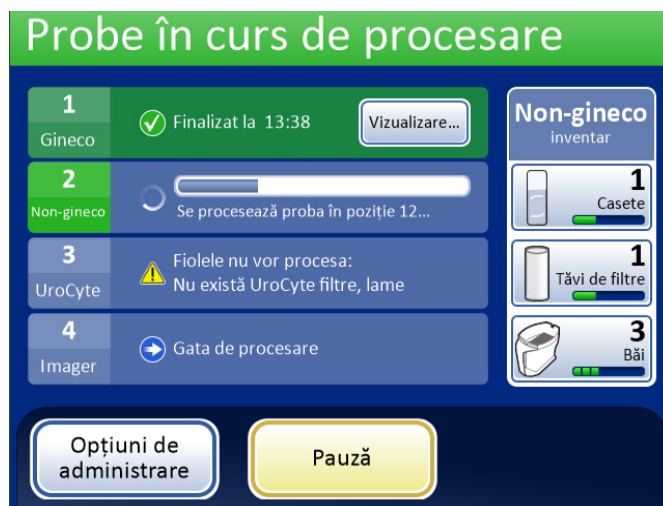 Probe în curs de procesare
1
Gineco
Finalizat la 13:38
Vizualizare...
2
Non-gineco
Se procesează proba în poziție 12...
3
UroCyte
Fiolele nu vor procesa:
Nu există UroCyte filtre, lame
4
Imager
Gata de procesare
Non-gineco
inventar
1
Casete
1
Tăvi de filtre
3
Băi
Opțiuni de
administrare
Pauză